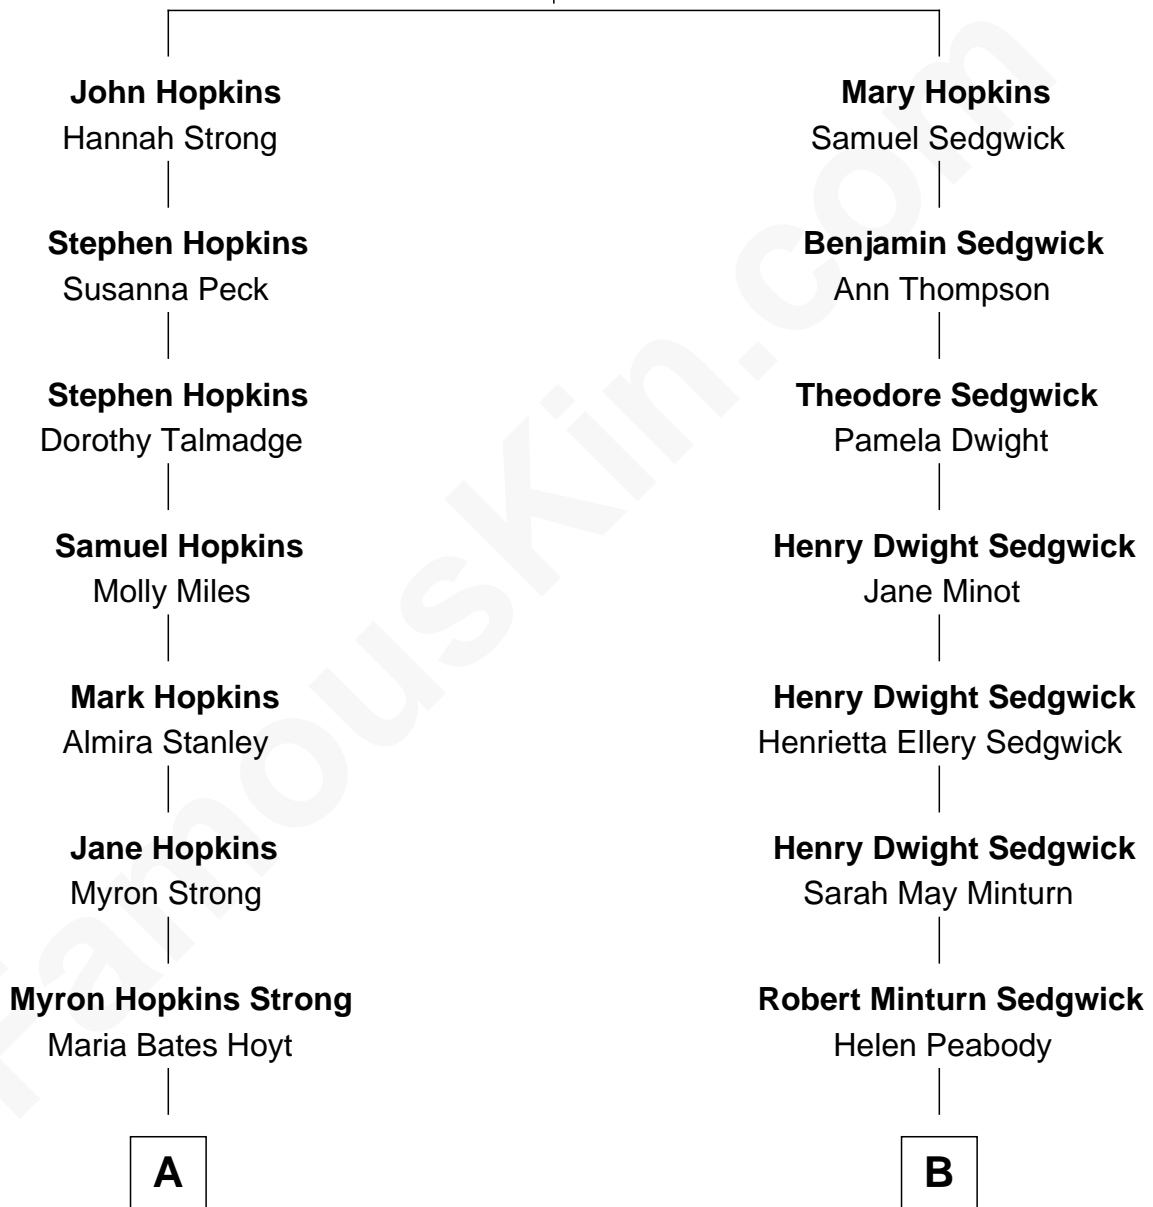 John Hopkins
Hannah Strong
Stephen Hopkins
Susanna Peck
Stephen Hopkins
Dorothy Talmadge
Samuel Hopkins
Molly Miles
Mark Hopkins
Almira Stanley
Jane Hopkins
Myron Strong
Myron Hopkins Strong
Maria Bates Hoyt
A
Mary Hopkins
Samuel Sedgwick
Benjamin Sedgwick
Ann Thompson
Theodore Sedgwick
Pamela Dwight
Henry Dwight Sedgwick
Jane Minot
Henry Dwight Sedgwick
Henrietta Ellery Sedgwick
Henry Dwight Sedgwick
Sarah May Minturn
Robert Minturn Sedgwick
Helen Peabody
B
FamousKin.com